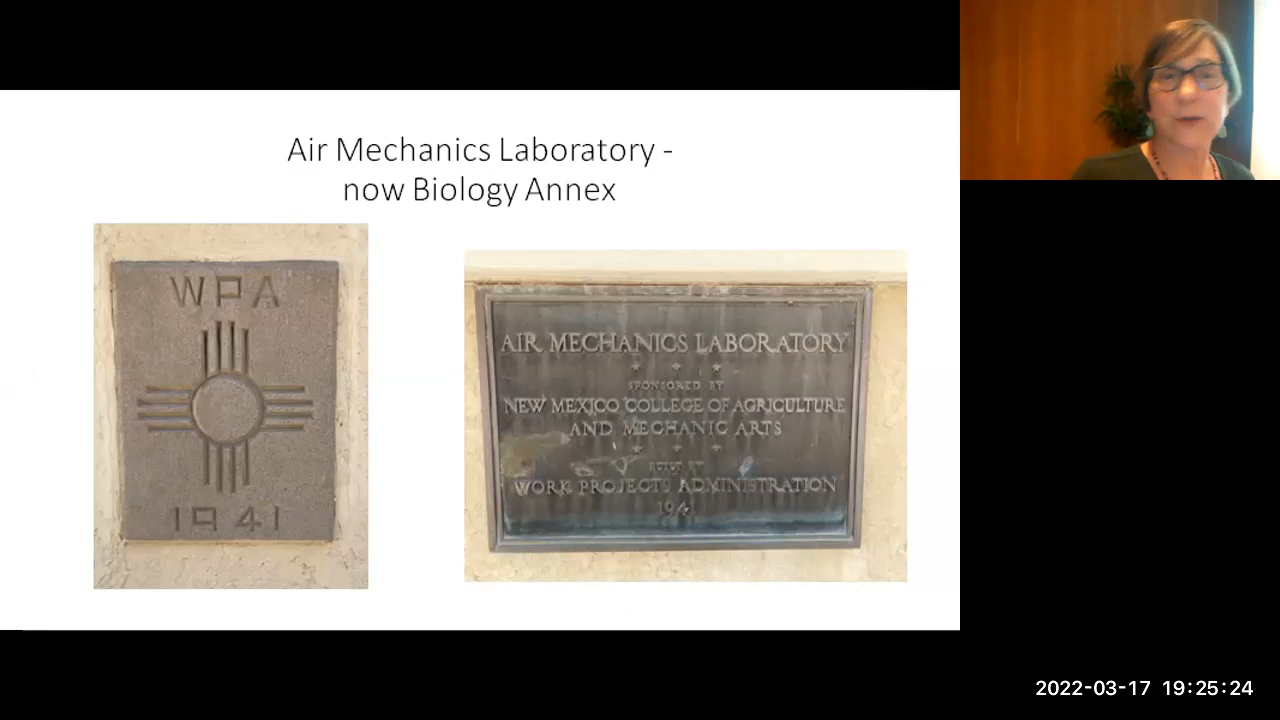 Air Mechanics Laboratory -
now Biology Annex
WPA
1941
AIR MECHANICS LABORATORY
SPONSORED BY
NEW MEXICO COLLEGE OF AGRICULTURE
AND MECHANIC ARTS
BUILT BY
WORK PROJECTS ADMINISTRATION
1941
2022-03-17 19:25:24